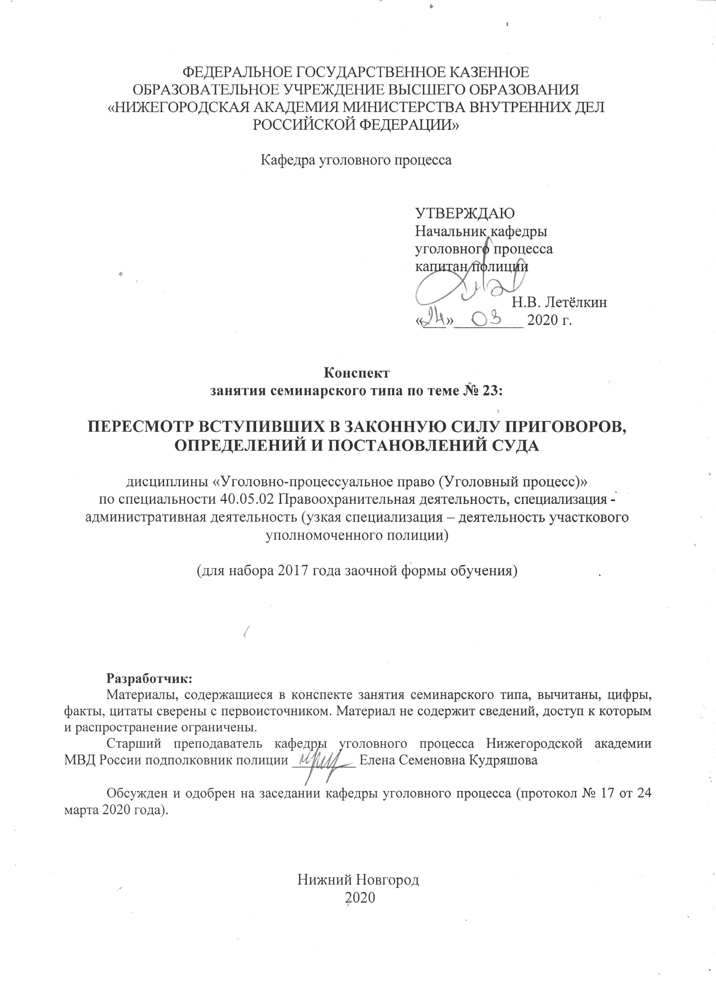 ФЕДЕРАЛЬНОЕ ГОСУДАРСТВЕННОЕ КАЗЕННОЕ
ОБРАЗОВАТЕЛЬНОЕ УЧРЕЖДЕНИЕ ВЫСШЕГО ОБРАЗОВАНИЯ
«НИЖЕГОРОДСКАЯ АКАДЕМИЯ МИНИСТЕРСТВА ВНУТРЕННИХ ДЕЛ
РОССИЙСКОЙ ФЕДЕРАЦИИ»
Кафедра уголовного процесса
УТВЕРЖДАЮ
Начальник кафедры
уголовного процесса
капитан полиции
Н.В. Летёлкин
«24» 03 2020 г.
Конспект
занятия семинарского типа по теме № 23:
ПЕРЕСМОТР ВСТУПИВШИХ В ЗАКОННУЮ СИЛУ ПРИГОВОРОВ,
ОПРЕДЕЛЕНИЙ И ПОСТАНОВЛЕНИЙ СУДА
дисциплины «Уголовно-процессуальное право (Уголовный процесс)»
по специальности 40.05.02 Правоохранительная деятельность, специализация -
административная деятельность (узкая специализация – деятельность участкового
уполномоченного полиции)
(для набора 2017 года заочной формы обучения)
Разработчик:
Материалы, содержащиеся в конспекте занятия семинарского типа, вычитаны, цифры,
факты, цитаты сверены с первоисточником. Материал не содержит сведений, доступ к которым
и распространение ограничены.
Старший преподаватель кафедры уголовного процесса Нижегородской академии
МВД России подполковник полиции _________ Елена Семеновна Кудряшова
Обсужден и одобрен на заседании кафедры уголовного процесса (протокол № 17 от 24
марта 2020 года).
Нижний Новгород
2020